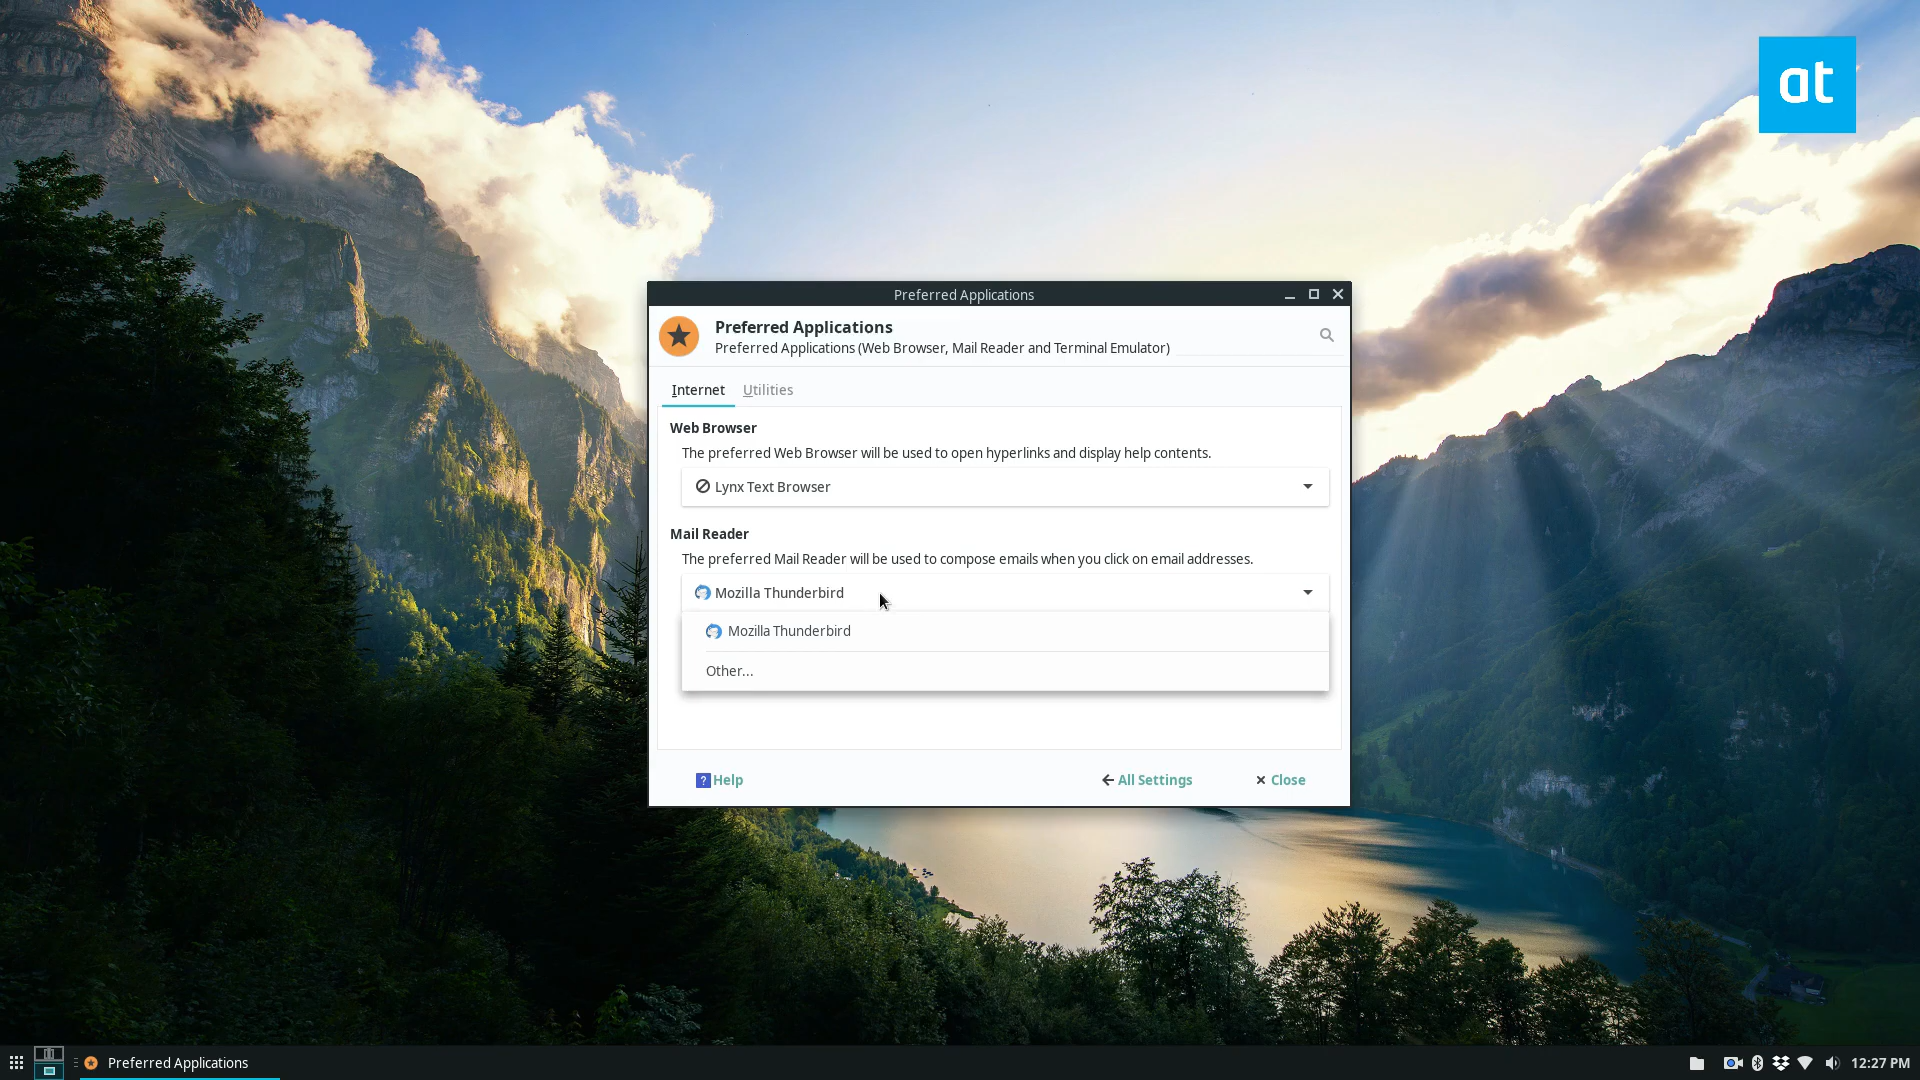 at
Preferred Applications
Preferred Applications
Preferred Applications (Web Browser, Mail Reader and Terminal Emulator)
Internet Utilities
Web Browser
The preferred Web Browser will be used to open hyperlinks and display help contents.
Lynx Text Browser
Mail Reader
The preferred Mail Reader will be used to compose emails when you click on email addresses.
Mozilla Thunderbird
Mozilla Thunderbird
Other...
? Help All Settings Close
Preferred Applications 12:27 PM